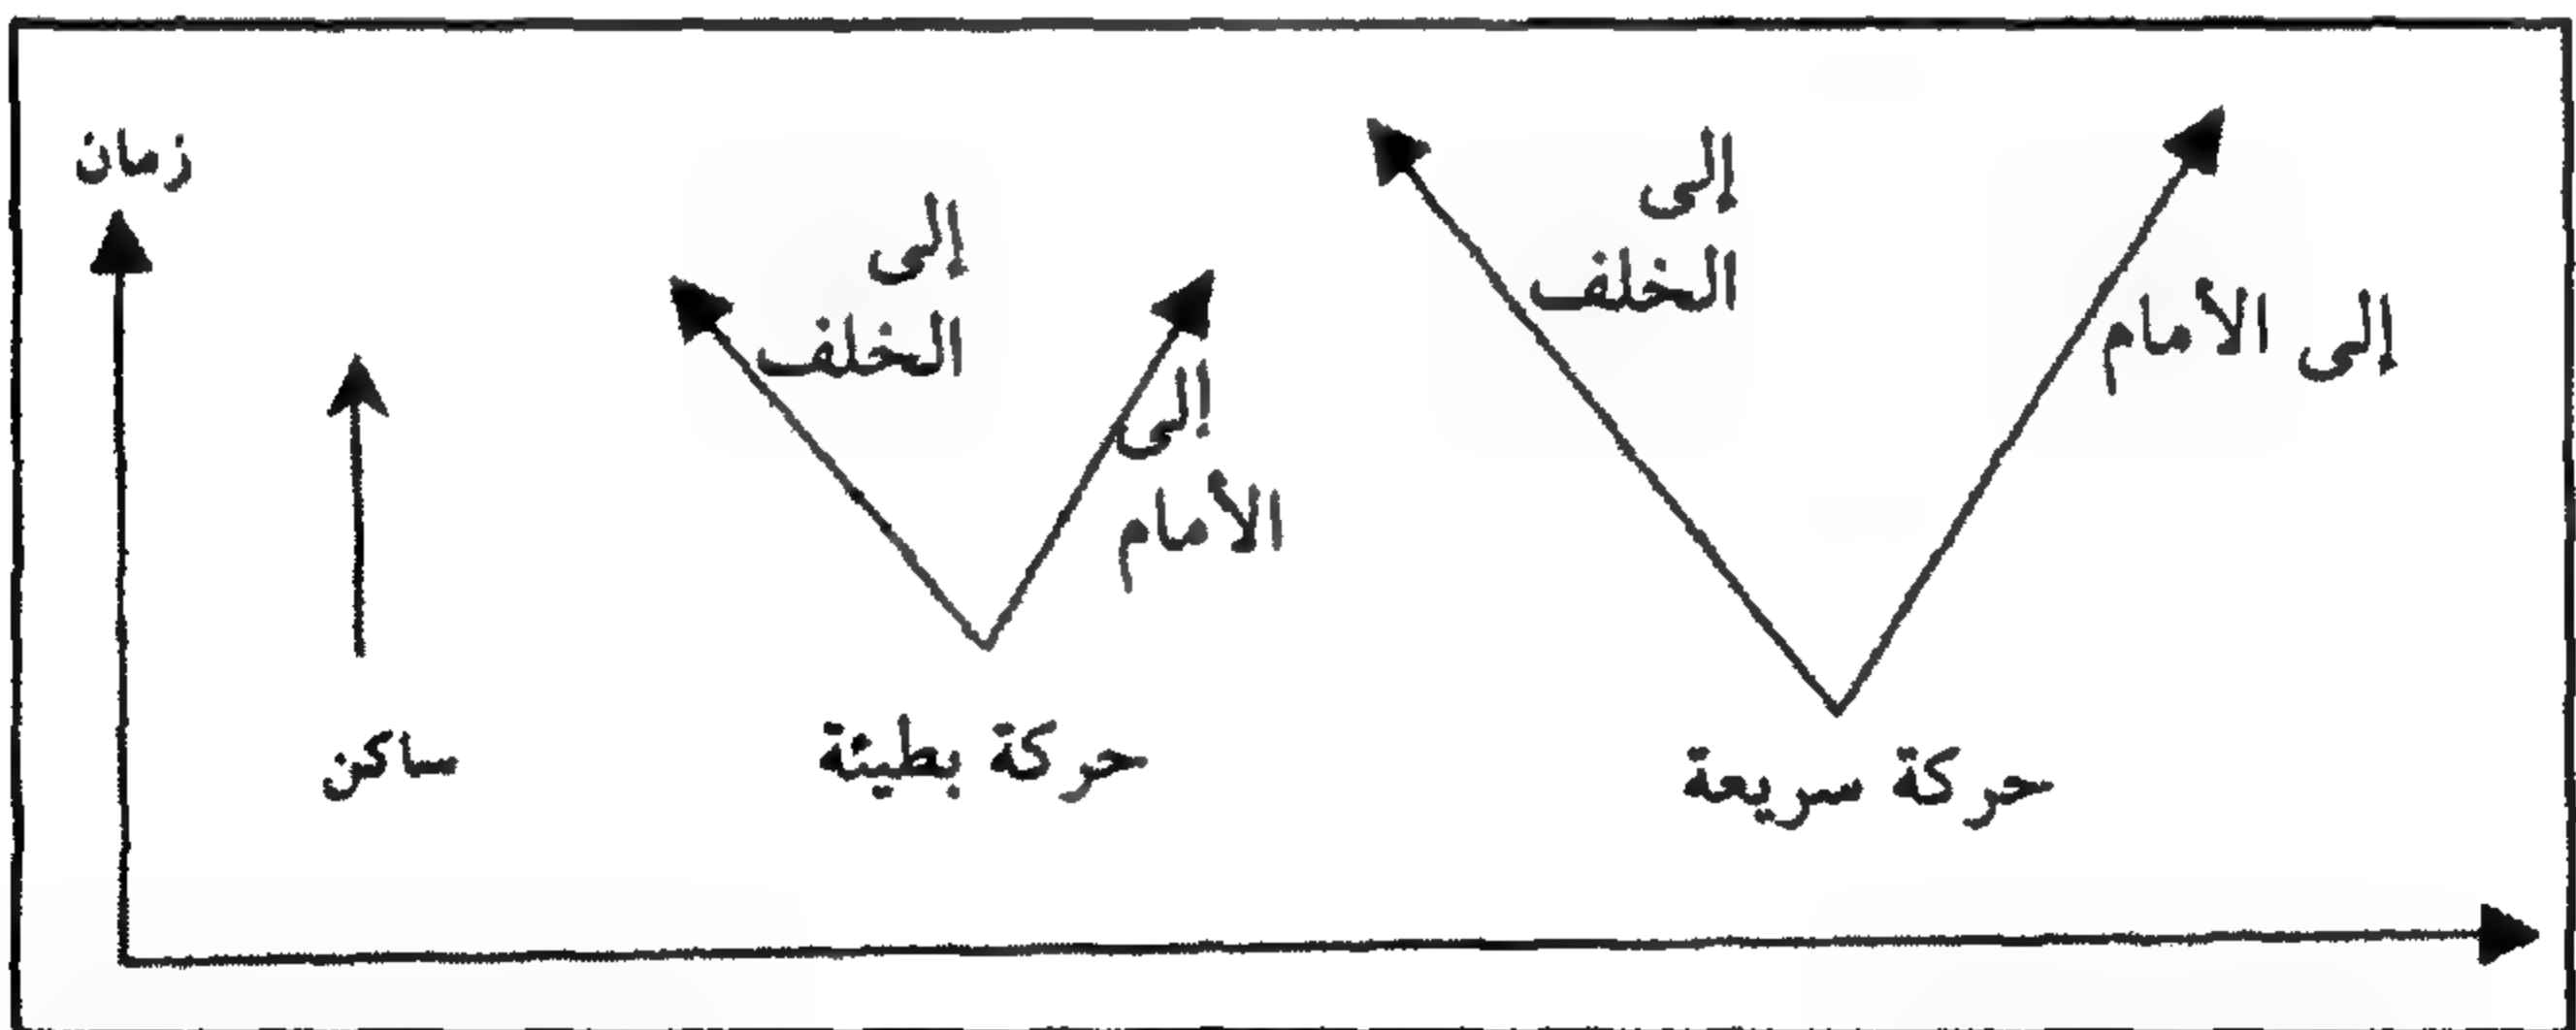 زمان
إلى
الخلف
إلى الأمام
إلى
الخلف
إلى
الأمام
حركة سريعة
حركة بطيئة
ساكن